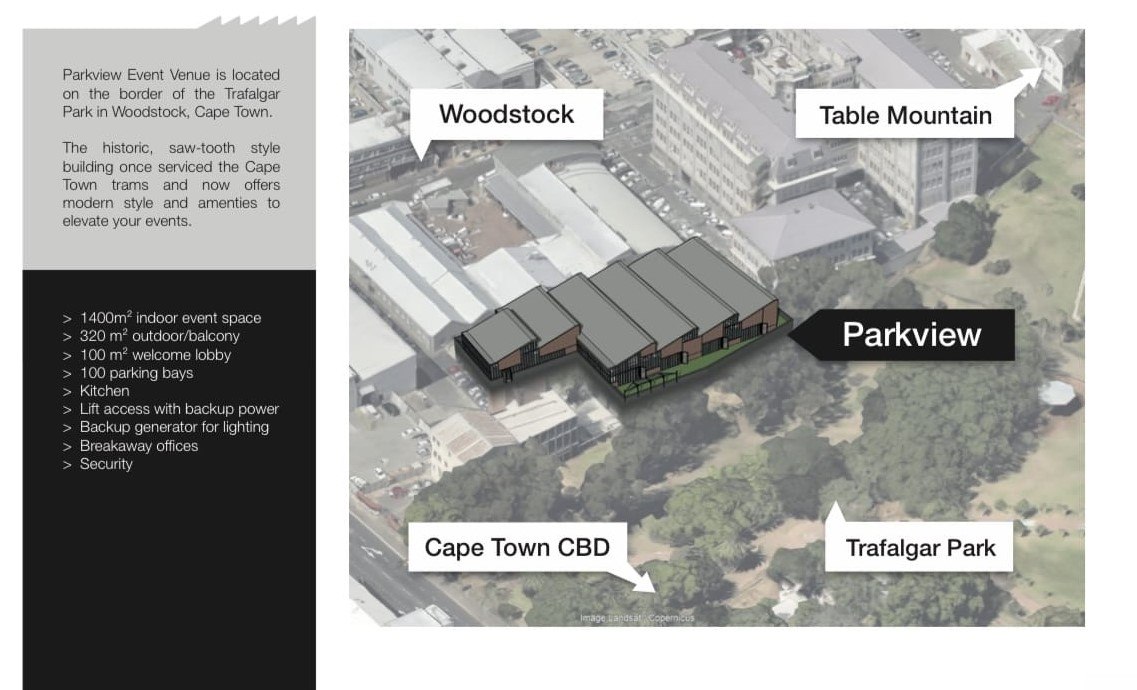 Parkview Event Venue is located
on the border of the Trafalgar
Park in Woodstock, Cape Town.
The historic, saw-tooth style
building once serviced the Cape
Town trams and now offers
modern style and amenties to
elevate your events.
> 1400m² indoor event space
> 320 m² outdoor/balcony
> 100 m² welcome lobby
> 100 parking bays
> Kitchen
> Lift access with backup power
> Backup generator for lighting
> Breakaway offices
> Security
Woodstock
Table Mountain
Parkview
Cape Town CBD
Trafalgar Park
Image Landsat / Copernicus